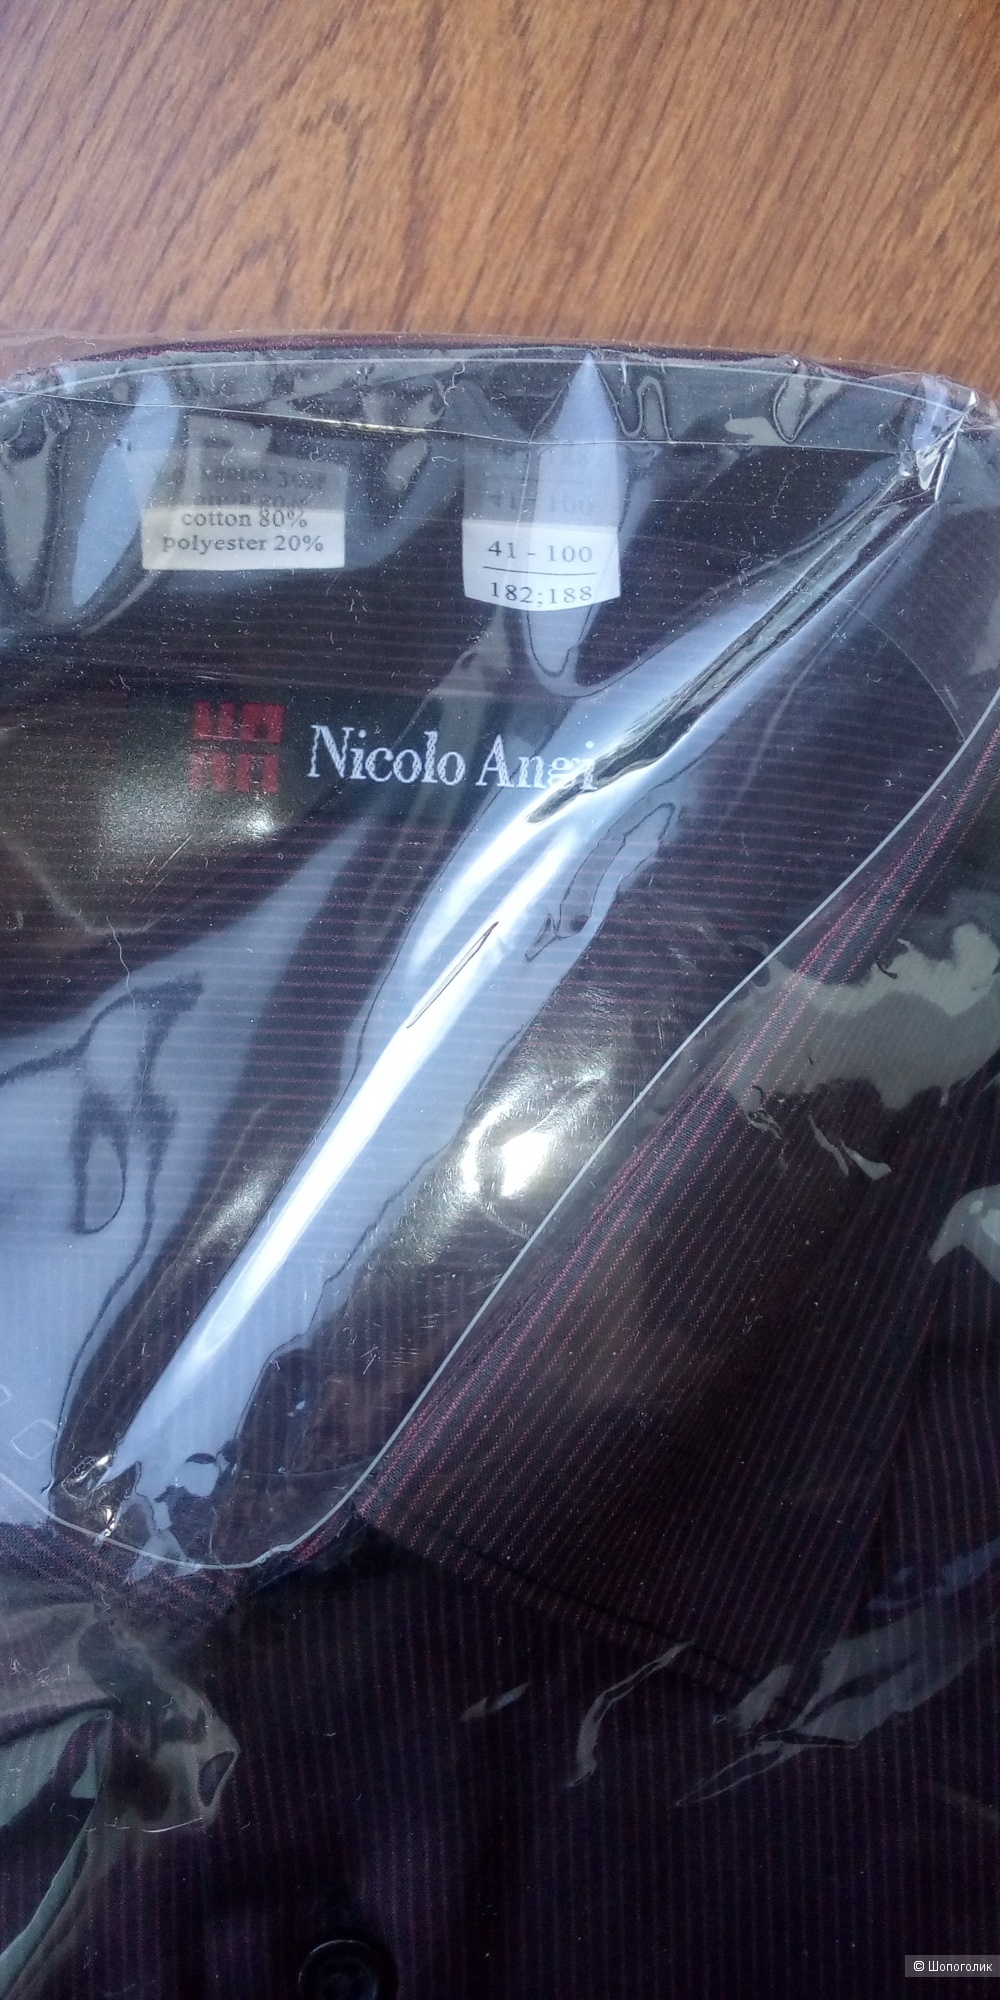 cotton 80%
polyester 20%
41 - 100
182;188
Nicolo Angi
© Шопоголик